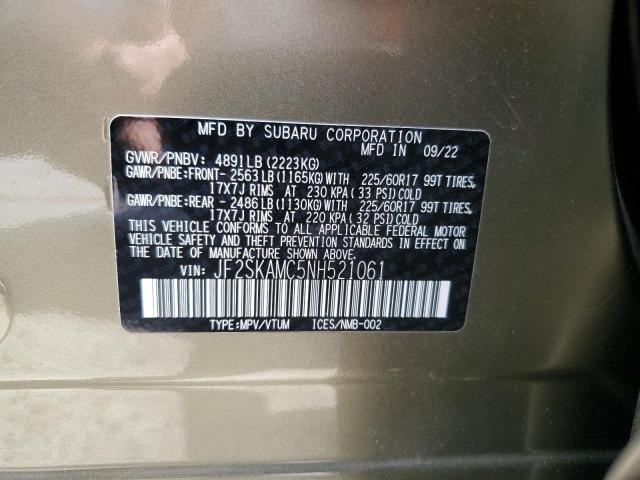 MFD BY SUBARU CORPORATION
MFD IN 09/22
GVWR/PNBV: 4891LB(2223KG)
GAWR/PNBE:FRONT-2563LB(1165KG)WITH 225/60R17 99T TIRES,
17X7J RIMS AT 230 KPA(33 PSI)COLD
GAWR/PNBE:REAR -2486LB(1130KG)WITH 225/60R17 99T TIRES,
17X7J RIMS AT 220 KPA(32 PSI)COLD
THIS VEHICLE CONFORMS TO ALL APPLICABLE FEDERAL MOTOR
VEHICLE SAFETY AND THEFT PREVENTION STANDARDS IN EFFECT ON
THE DATE OF MANUFACTURE SHOWN ABOVE.
VIN: JF2SKAMC5NH521061
TYPE:MPV/VTUM ICES/NMB-002